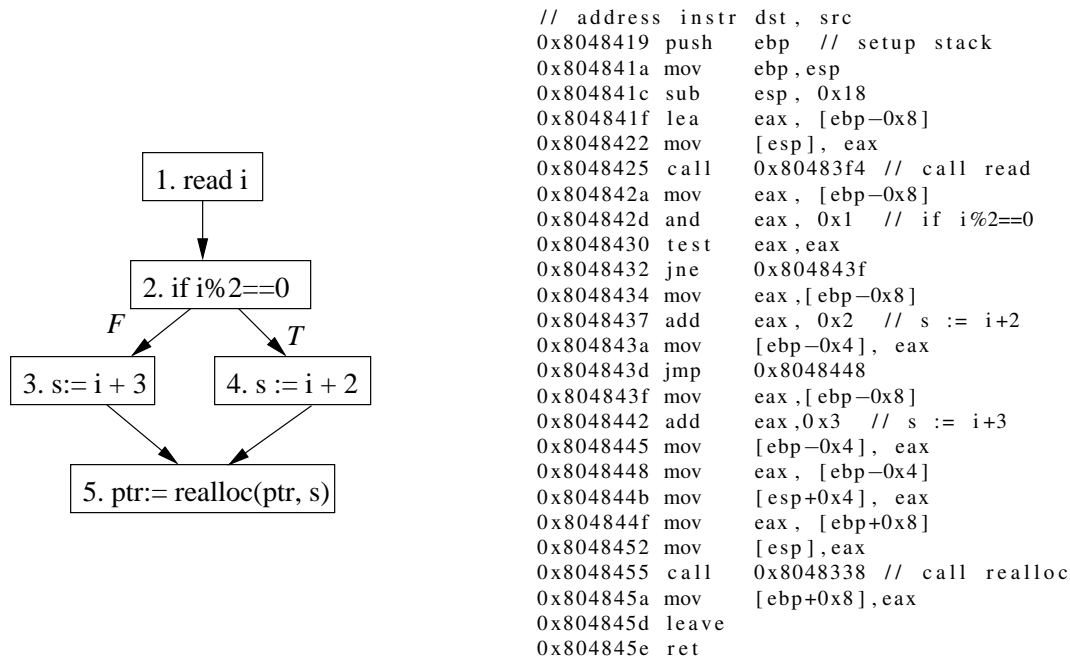 1. read i
2. if i%2==0
F
T
3. s:= i + 3
4. s := i + 2
5. ptr:= realloc(ptr, s)
// address instr dst, src
0x8048419 push ebp // setup stack
0x804841a mov ebp,esp
0x804841c sub esp, 0x18
0x804841f lea eax, [ebp−0x8]
0x8048422 mov [esp], eax
0x8048425 call 0x80483f4 // call read
0x804842a mov eax, [ebp−0x8]
0x804842d and eax, 0x1 // if i%2==0
0x8048430 test eax,eax
0x8048432 jne 0x804843f
0x8048434 mov eax,[ebp−0x8]
0x8048437 add eax, 0x2 // s := i+2
0x804843a mov [ebp−0x4], eax
0x804843d jmp 0x8048448
0x804843f mov eax,[ebp−0x8]
0x8048442 add eax,0x3 // s := i+3
0x8048445 mov [ebp−0x4], eax
0x8048448 mov eax, [ebp−0x4]
0x804844b mov [esp+0x4], eax
0x804844f mov eax, [ebp+0x8]
0x8048452 mov [esp],eax
0x8048455 call 0x8048338 // call realloc
0x804845a mov [ebp+0x8],eax
0x804845d leave
0x804845e ret